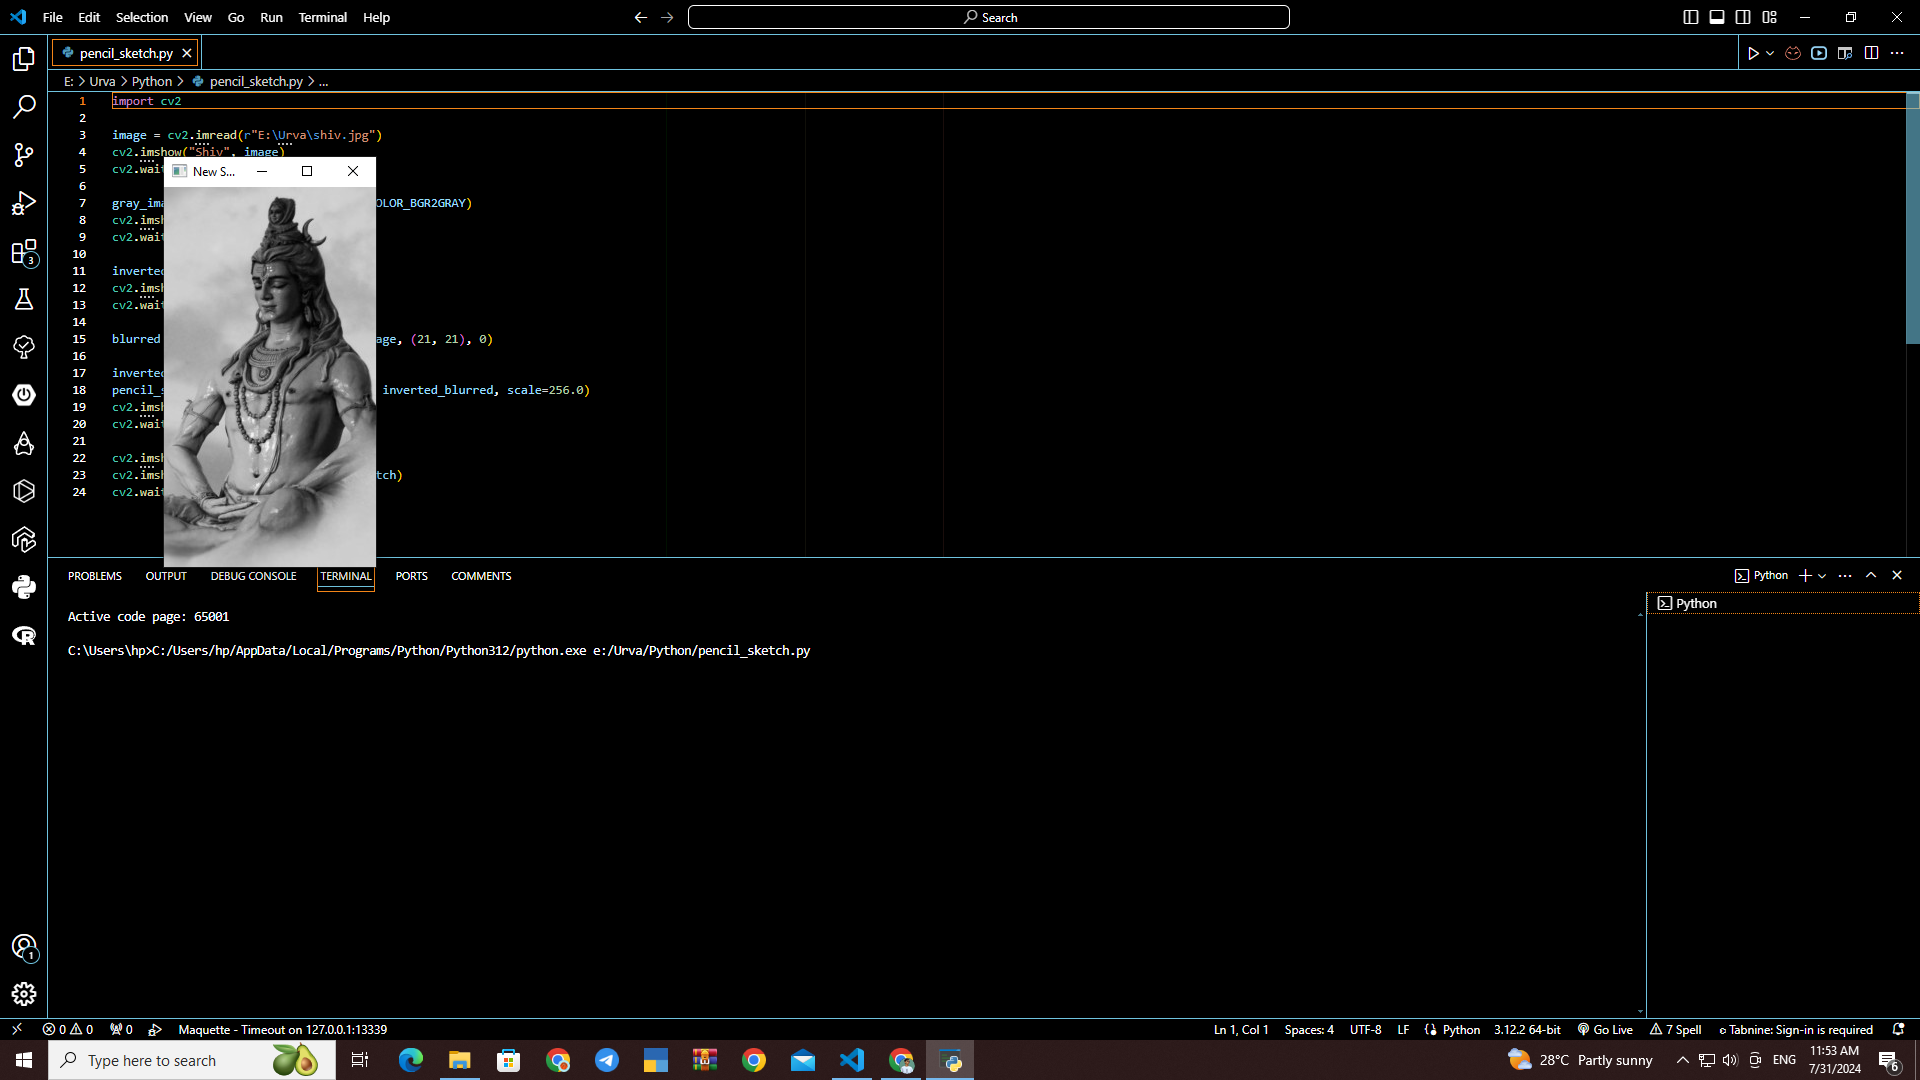 File Edit Selection View Go Run Terminal Help
Search
pencil_sketch.py
E: > Urva > Python > pencil_sketch.py > ...
1 import cv2
2
3 image = cv2.imread(r"E:\Urva\shiv.jpg")
4 cv2.imshow("Shiv", image)
5 cv2.wait
New S...
6
7 gray_ima OLOR_BGR2GRAY)
8 cv2.imsh
9 cv2.wait
10
11 inverted
12 cv2.imsh
13 cv2.wait
14
15 blurred age, (21, 21), 0)
16
17 inverted
18 pencil_s inverted_blurred, scale=256.0)
19 cv2.imsh
20 cv2.wait
21
22 cv2.imsh
23 cv2.imsh tch)
24 cv2.wait
PROBLEMS OUTPUT DEBUG CONSOLE TERMINAL PORTS COMMENTS
Python
Python
Active code page: 65001
C:\Users\hp>C:/Users/hp/AppData/Local/Programs/Python/Python312/python.exe e:/Urva/Python/pencil_sketch.py
3
1
0 0 0 Maquette - Timeout on 127.0.0.1:13339
Ln 1, Col 1 Spaces: 4 UTF-8 LF Python 3.12.2 64-bit Go Live 7 Spell Tabnine: Sign-in is required
Type here to search
28°C Partly sunny
ENG
11:53 AM
7/31/2024
6